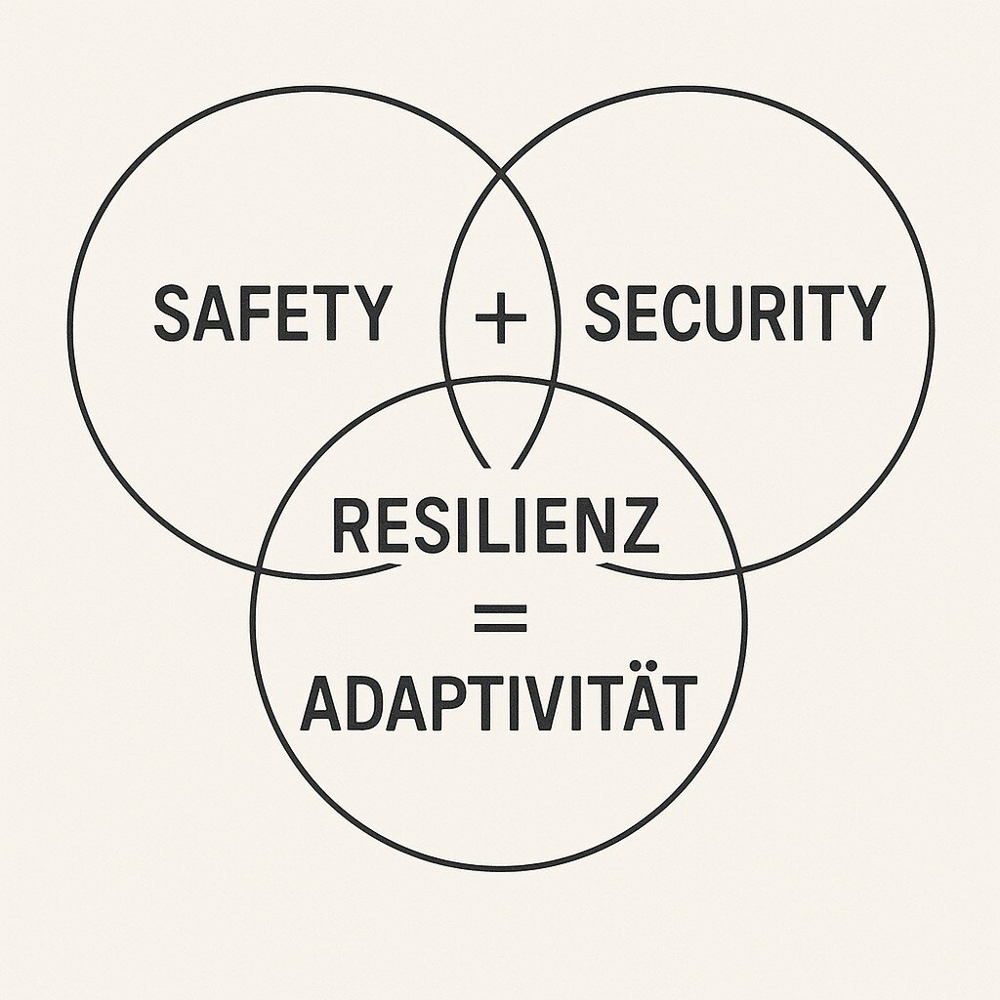 SAFETY + SECURITY
RESILIENZ
=
ADAPTIVITÄT